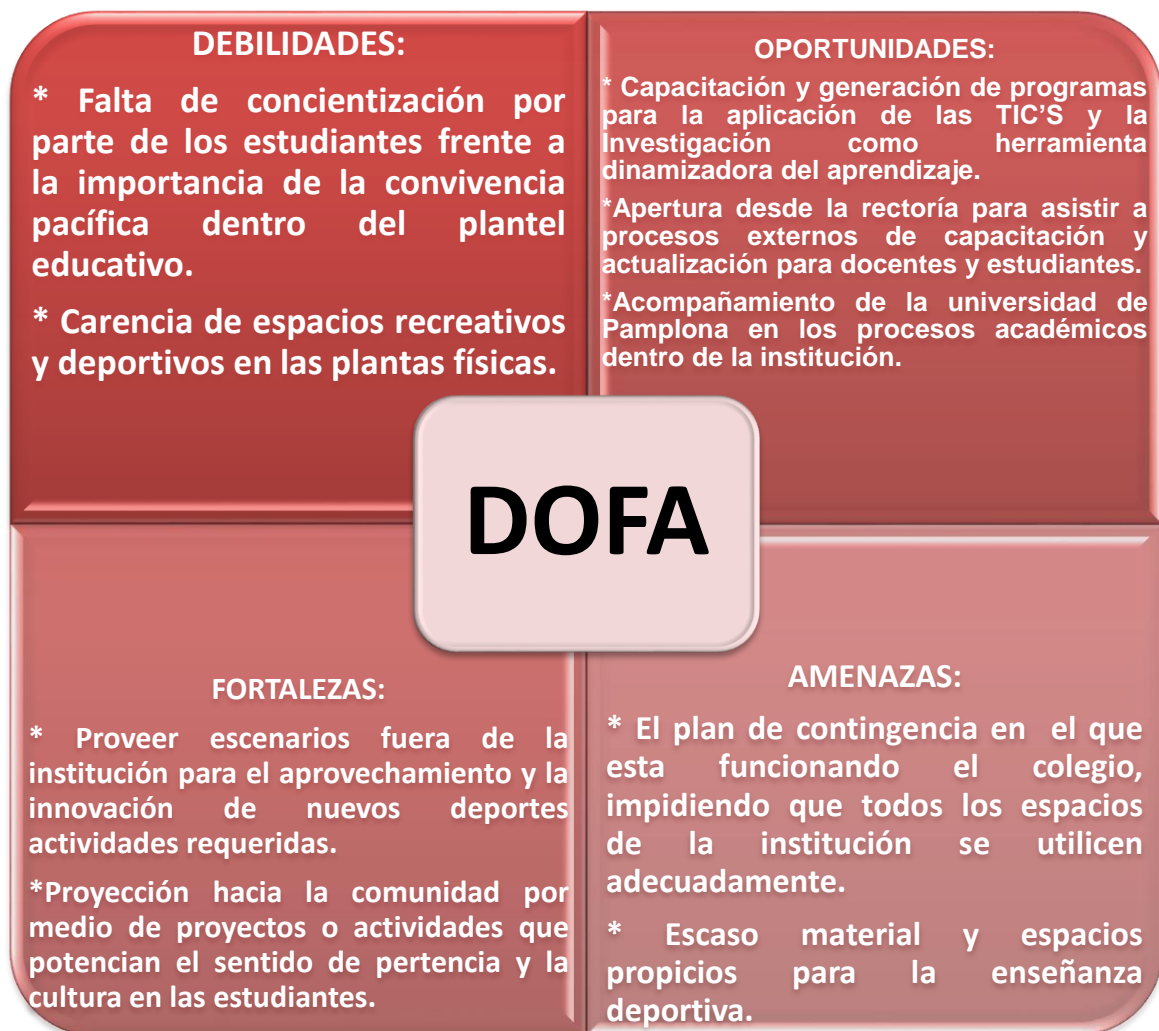 DEBILIDADES:
* Falta de concientización por
parte de los estudiantes frente a
la importancia de la convivencia
pacífica dentro del plantel
educativo.
* Carencia de espacios recreativos
y deportivos en las plantas físicas.
OPORTUNIDADES:
* Capacitación y generación de programas
para la aplicación de las TIC'S y la
Investigación como herramienta
dinamizadora del aprendizaje.
*Apertura desde la rectoría para asistir a
procesos externos de capacitación y
actualización para docentes y estudiantes.
*Acompañamiento de la universidad de
Pamplona en los procesos académicos
dentro de la institución.
DOFA
FORTALEZAS:
* Proveer escenarios fuera de la
institución para el aprovechamiento y la
innovación de nuevos deportes
actividades requeridas.
*Proyección hacia la comunidad por
medio de proyectos o actividades que
potencian el sentido de pertencia y la
cultura en las estudiantes.
AMENAZAS:
* El plan de contingencia en el que
esta funcionando el colegio,
impidiendo que todos los espacios
de la institución se utilicen
adecuadamente.
* Escaso material y espacios
propicios para la enseñanza
deportiva.